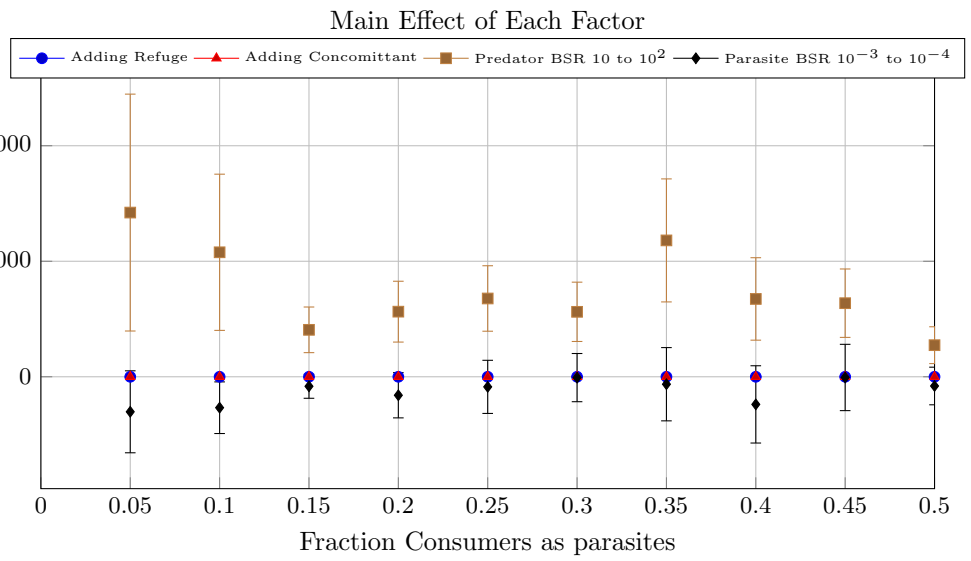 Main Effect of Each Factor
Adding Refuge Adding Concomittant Predator BSR 10 to 10² Parasite BSR 10⁻³ to 10⁻⁴
000
000
0
0 0.05 0.1 0.15 0.2 0.25 0.3 0.35 0.4 0.45 0.5
Fraction Consumers as parasites